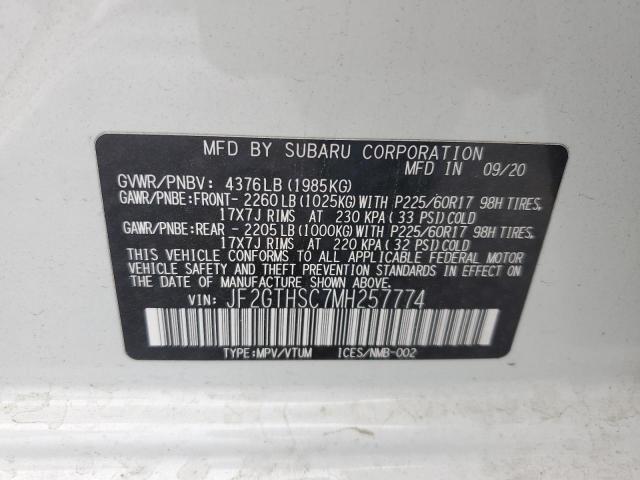 MFD BY SUBARU CORPORATION
MFD IN 09/20
GVWR/PNBV: 4376LB(1985KG)
GAWR/PNBE:FRONT- 2260LB(1025KG)WITH P225/60R17 98H TIRES,
17X7J RIMS AT 230 KPA(33 PSI)COLD
GAWR/PNBE:REAR - 2205LB(1000KG)WITH P225/60R17 98H TIRES,
17X7J RIMS AT 220 KPA(32 PSI)COLD
THIS VEHICLE CONFORMS TO ALL APPLICABLE FEDERAL MOTOR
VEHICLE SAFETY AND THEFT PREVENTION STANDARDS IN EFFECT
ON THE DATE OF MANUFACTURE SHOWN ABOVE.
VIN: JF2GTHSC7MH257774
TYPE:MPV/VTUM ICES/NMB-002